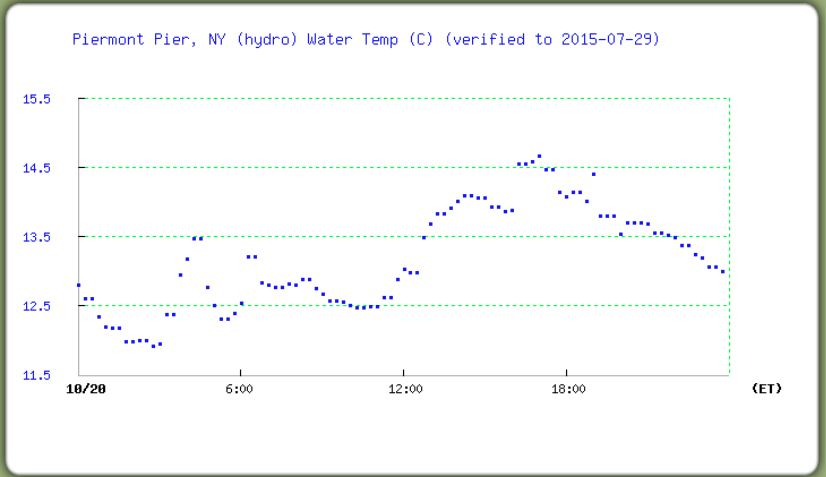 Piermont Pier, NY (hydro) Water Temp (C) (verified to 2015-07-29)
15.5
14.5
13.5
12.5
11.5
10/20 6:00 12:00 18:00 (ET)